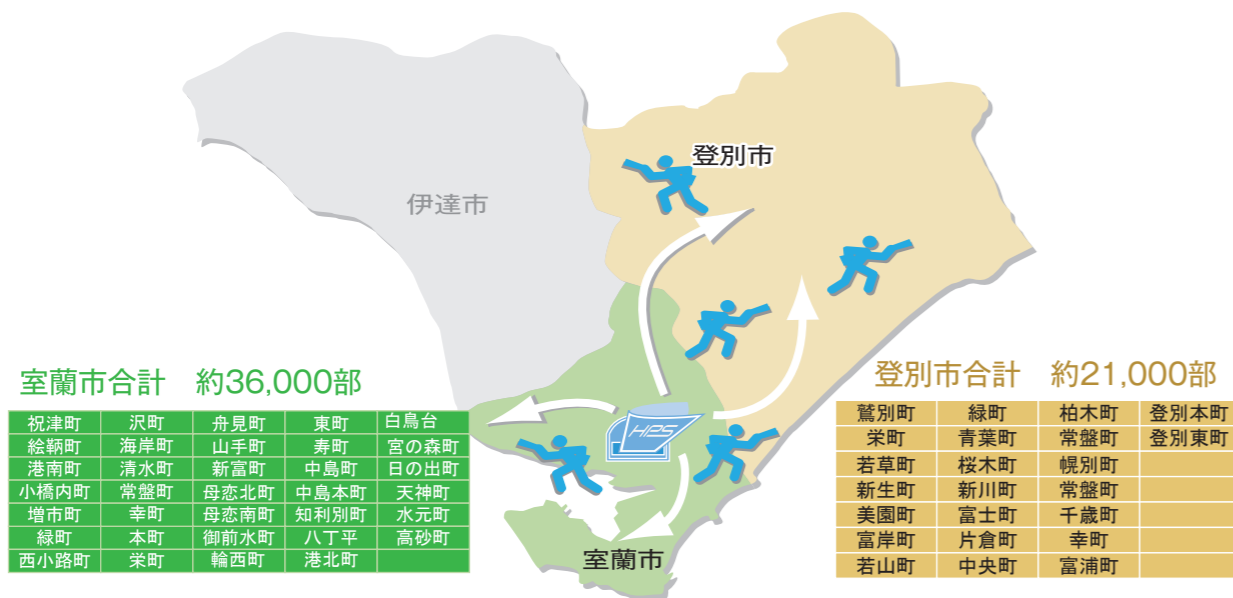 登別市
伊達市
室蘭市合計 約36,000部
登別市合計 約21,000部
祝津町 沢町 舟見町 東町 白鳥台
絵鞆町 海岸町 山手町 寿町 宮の森町
港南町 清水町 新富町 中島町 日の出町
小橋内町 常盤町 母恋北町 中島本町 天神町
増市町 幸町 母恋南町 知利別町 水元町
緑町 本町 御前水町 八丁平 高砂町
西小路町 栄町 輪西町 港北町
HPS
鷲別町 緑町 柏木町 登別本町
栄町 青葉町 常盤町 登別東町
若草町 桜木町 幌別町
新生町 新川町 常盤町
美園町 富士町 千歳町
富岸町 片倉町 幸町
若山町 中央町 富浦町
室蘭市